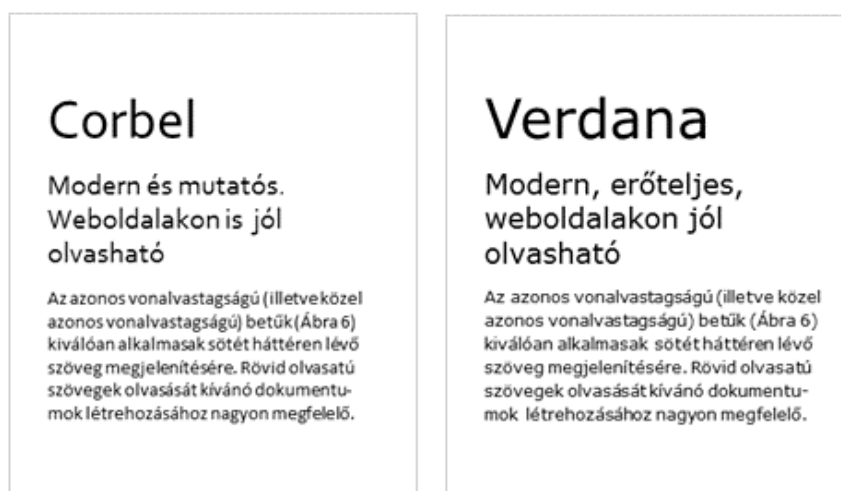 Corbel
Modern és mutatós.
Weboldalakon is jól
olvasható
Az azonos vonalvastagságú (illetve közel
azonos vonalvastagságú) betűk (Ábra 6)
kiválóan alkalmasak sötét háttéren lévő
szöveg megjelenítésére. Rövid olvasatú
szövegek olvasását kívánó dokumentu-
mok létrehozásához nagyon megfelelő.
Verdana
Modern, erőteljes,
weboldalakon jól
olvasható
Az azonos vonalvastagságú (illetve közel
azonos vonalvastagságú) betűk (Ábra 6)
kiválóan alkalmasak sötét háttéren lévő
szöveg megjelenítésére. Rövid olvasatú
szövegek olvasását kívánó dokumentu-
mok létrehozásához nagyon megfelelő.